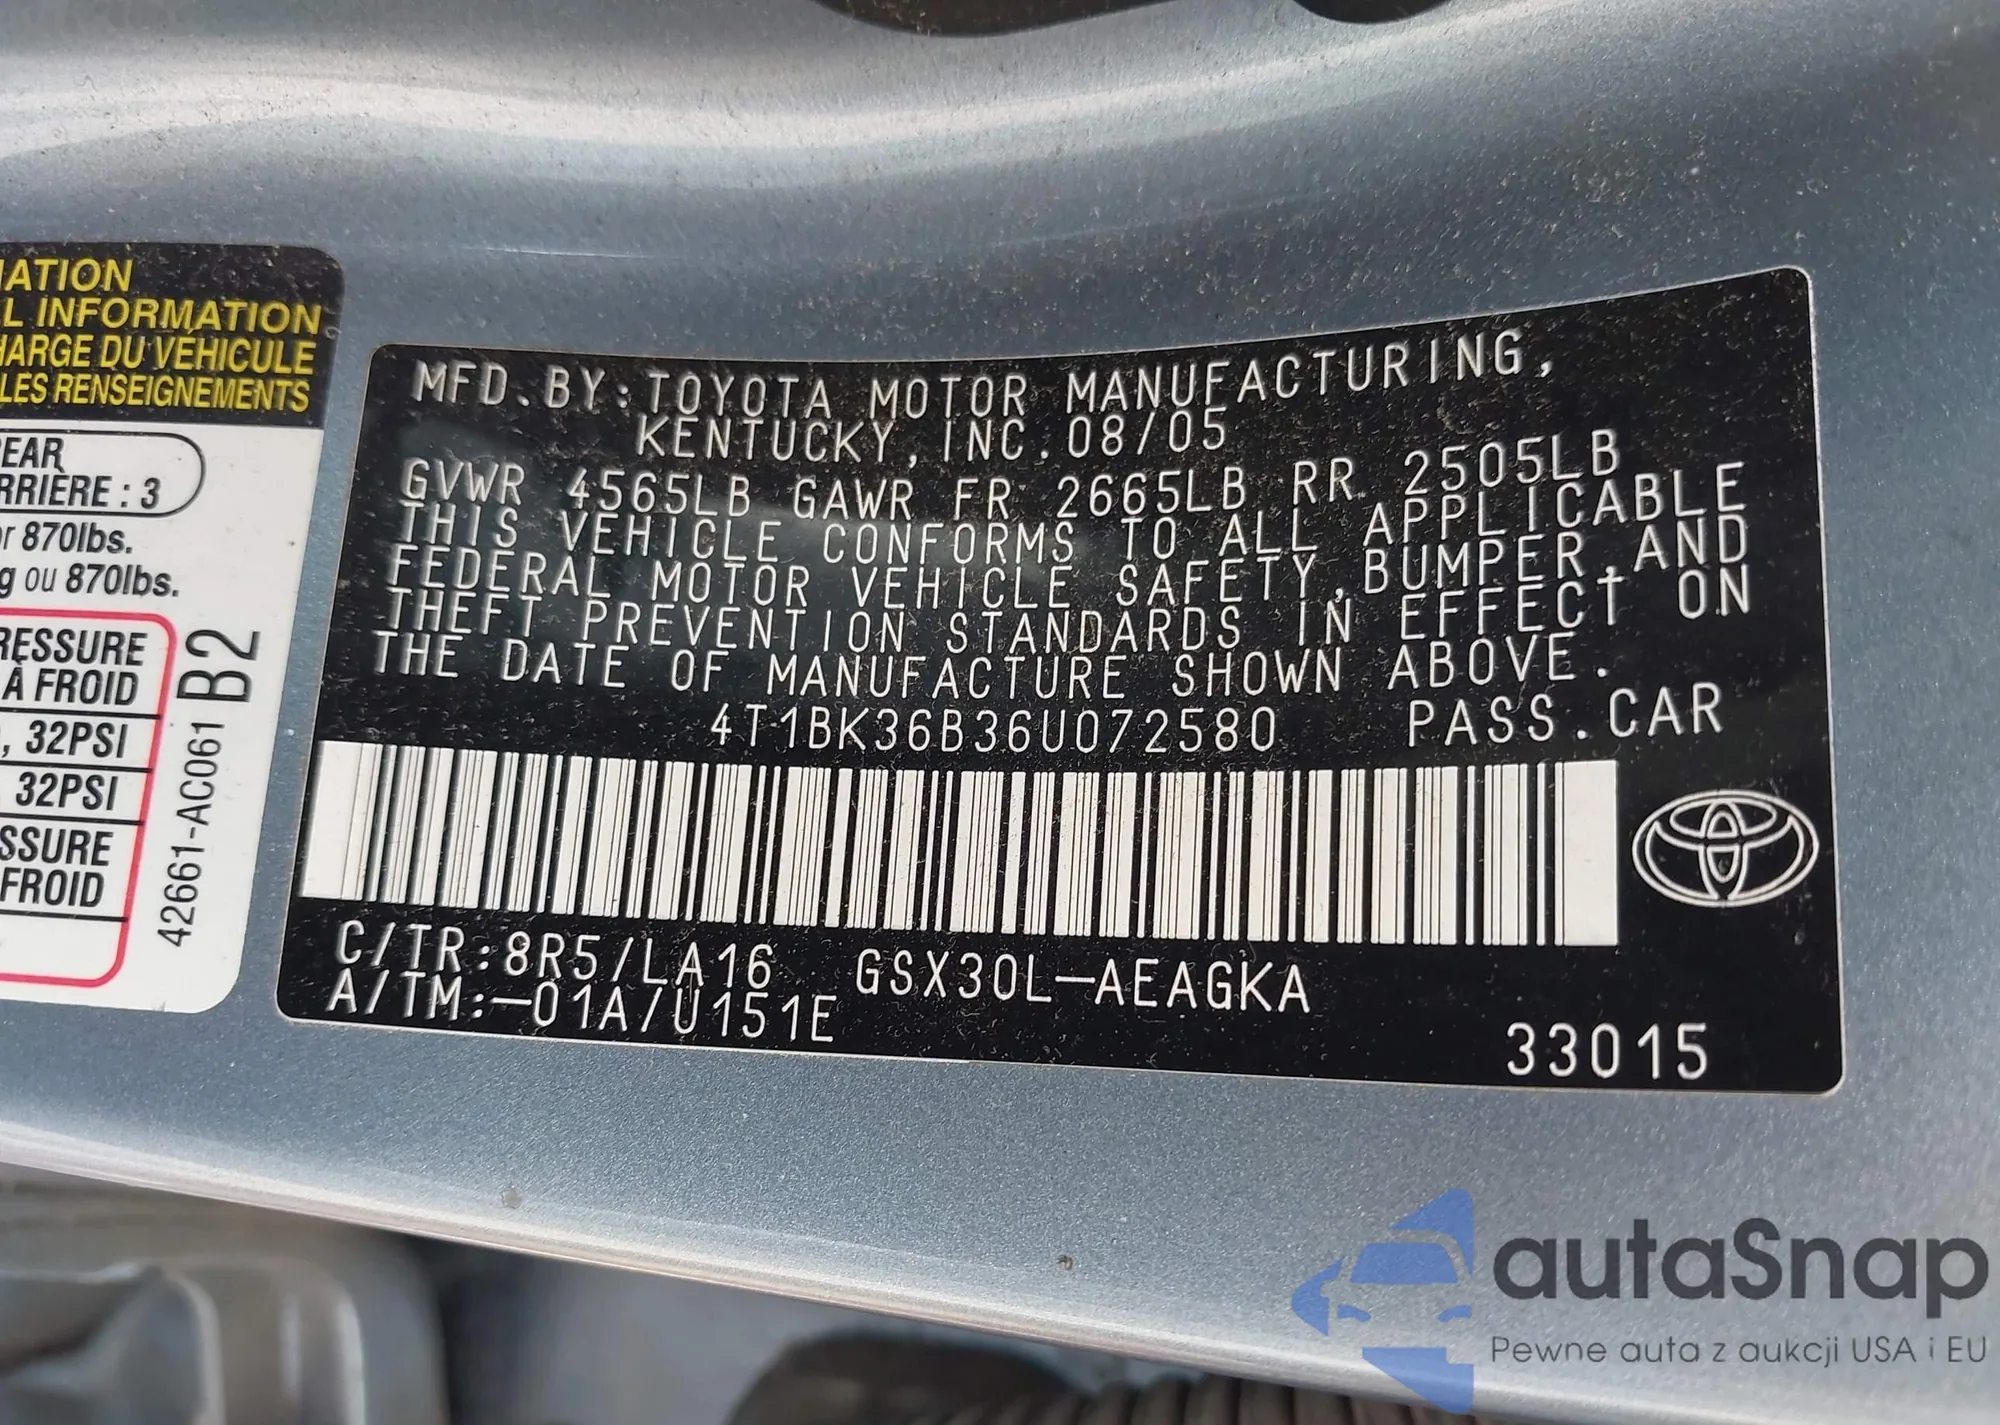 ATION
L INFORMATION
HARGE DU VÉHICULE
LES RENSEIGNEMENTS
EAR
RRIÈRE : 3
r 870lbs.
g ou 870lbs.
RESSURE
À FROID
, 32PSI
32PSI
SSURE
FROID
42661-AC061 B2
MFD. BY: TOYOTA MOTOR MANUFACTURING,
KENTUCKY, INC. 08/05
GVWR 4565LB GAWR FR 2665LB RR 2505LB
THIS VEHICLE CONFORMS TO ALL APPLICABLE
FEDERAL MOTOR VEHICLE SAFETY, BUMPER, AND
THEFT PREVENTION STANDARDS IN EFFECT ON
THE DATE OF MANUFACTURE SHOWN ABOVE.
4T1BK36B36U072580 PASS. CAR
C/TR: 8R5/LA16 GSX30L-AEAGKA
A/TM: -01A/U151E
33015
autaSnap
Pewne auta z aukcji USA i EU